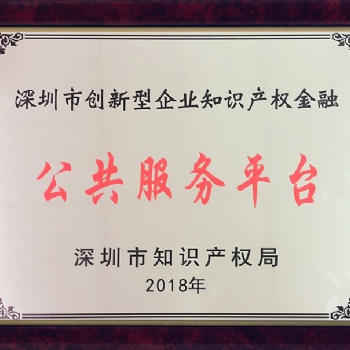 深圳市创新型企业知识产权金融
公共服务平台
深圳市知识产权局
2018年